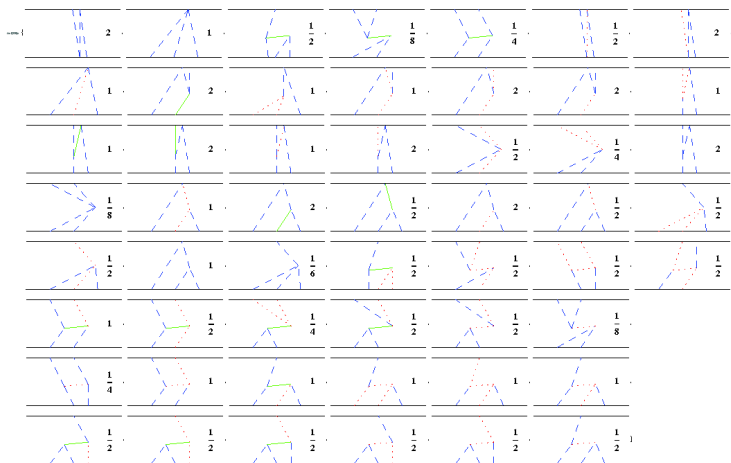 2 1 1/2 1/8 1/4 1/2 2
1 2 1 1 2 2 1
1 2 1 2 1/2 1/4 2
1/8 1 2 1/2 2 1/2 1/2
1/2 1 1/6 1/2 1/2 1/2 1/2
1 1/2 1/4 1/2 1/2 1/8
1/4 1 1 1 1 1
1/2 1/2 1/2 1/2 1/2 1/2